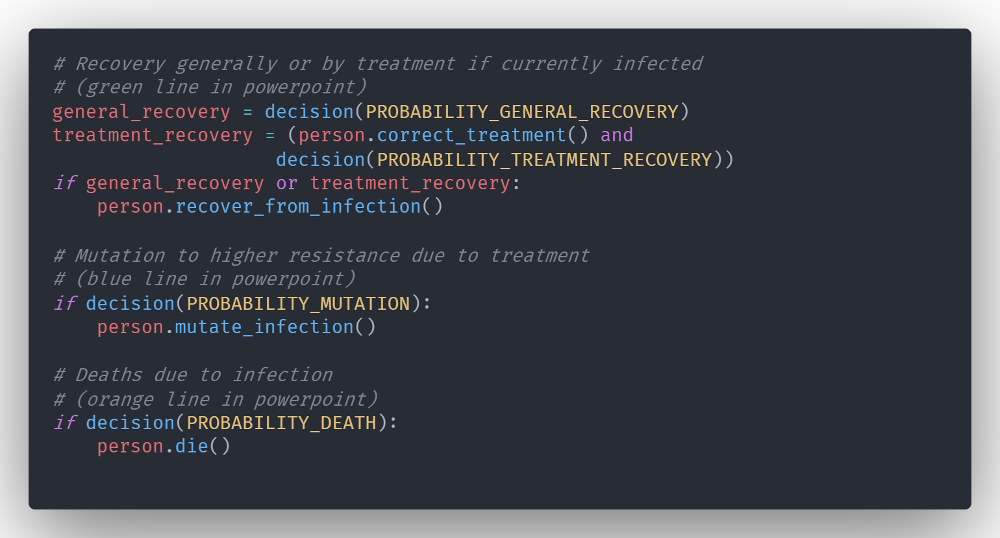 # Recovery generally or by treatment if currently infected
# (green line in powerpoint)
general_recovery = decision(PROBABILITY_GENERAL_RECOVERY)
treatment_recovery = (person.correct_treatment() and
                    decision(PROBABILITY_TREATMENT_RECOVERY))
if general_recovery or treatment_recovery:
    person.recover_from_infection()

# Mutation to higher resistance due to treatment
# (blue line in powerpoint)
if decision(PROBABILITY_MUTATION):
    person.mutate_infection()

# Deaths due to infection
# (orange line in powerpoint)
if decision(PROBABILITY_DEATH):
    person.die()